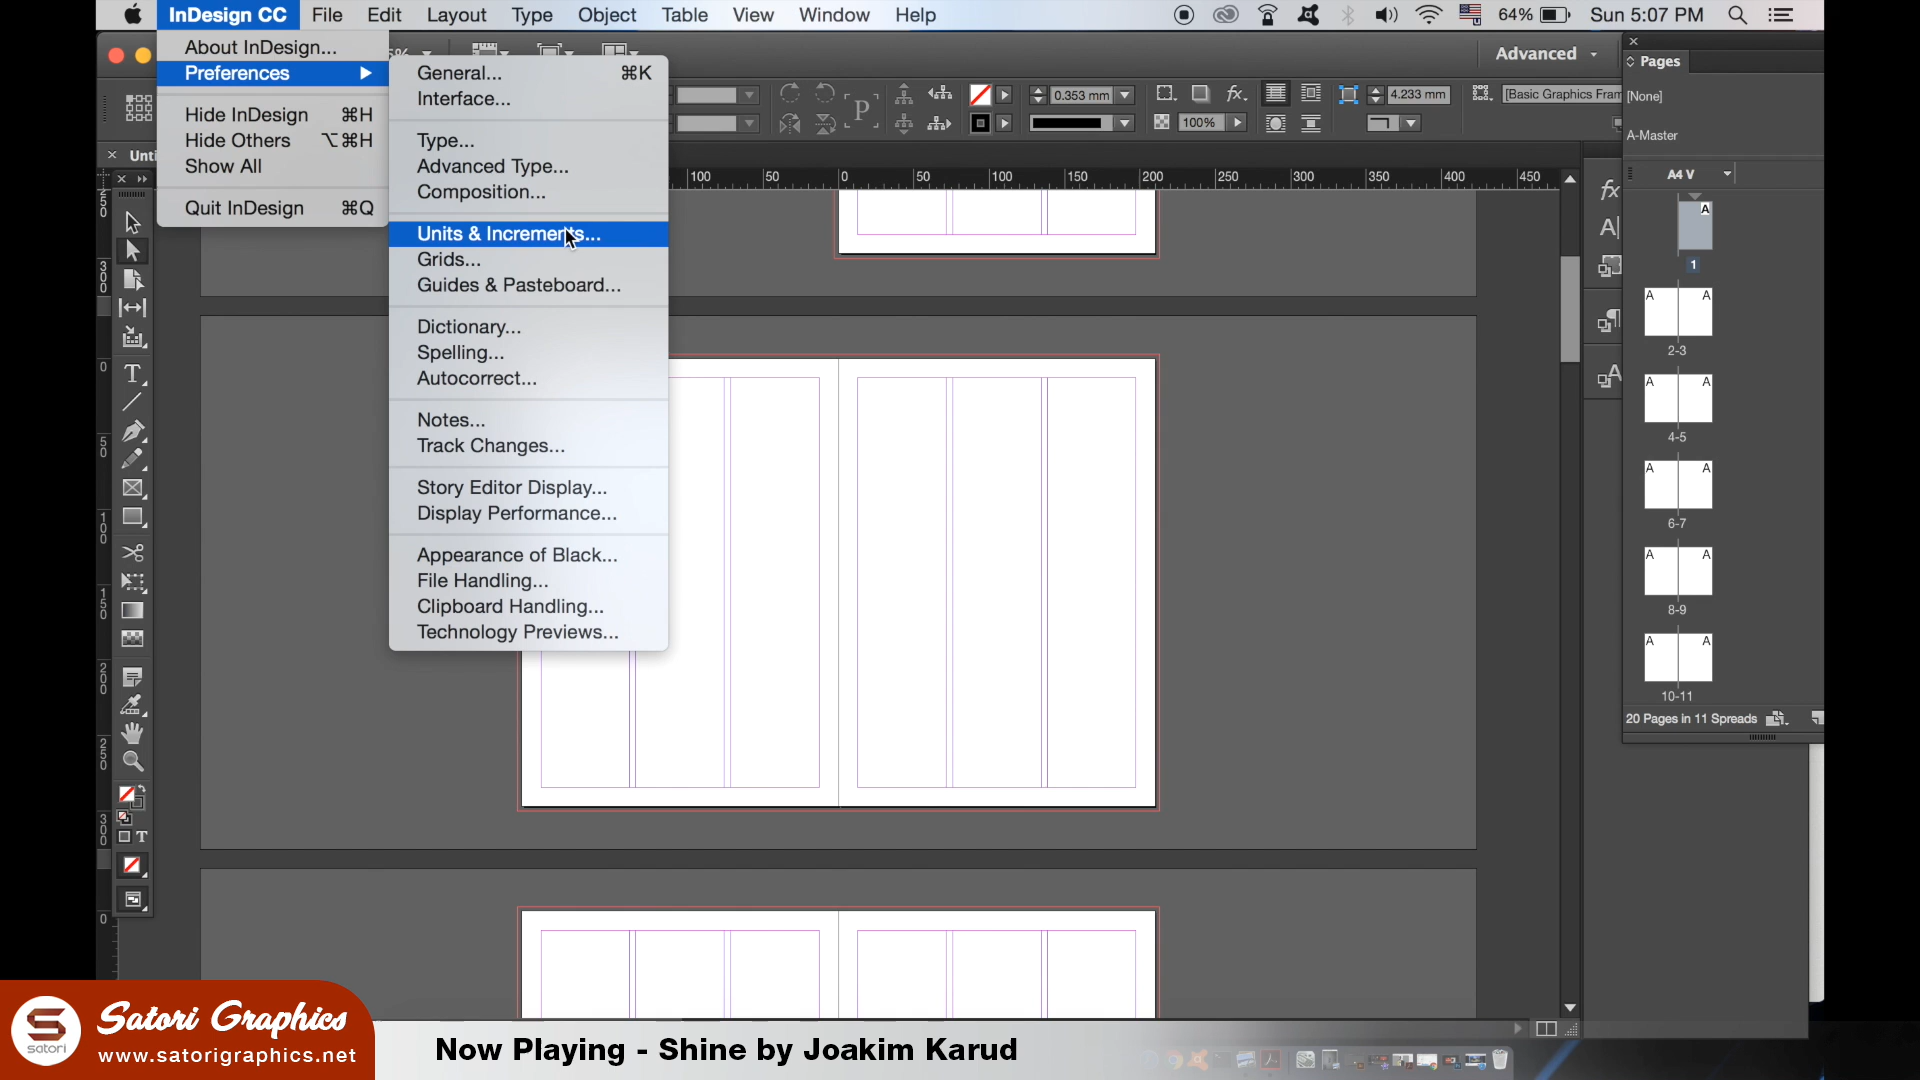 InDesign CC File Edit Layout Type Object Table View Window Help 64% Sun 5:07 PM
About InDesign...
Preferences
Hide InDesign ⌘H
Hide Others ⌥⌘H
Show All
Quit InDesign ⌘Q
General... ⌘K
Interface...
Type...
Advanced Type...
Composition...
Units & Increments...
Grids...
Guides & Pasteboard...
Dictionary...
Spelling...
Autocorrect...
Notes...
Track Changes...
Story Editor Display...
Display Performance...
Appearance of Black...
File Handling...
Clipboard Handling...
Technology Previews...
Advanced
0.353 mm 4.233 mm [Basic Graphics Fram
100%
100 50 0 50 100 150 200 250 300 350 400 450
Pages
[None]
A-Master
A4 V
A
1
A A
2-3
A A
4-5
A A
6-7
A A
8-9
A A
10-11
20 Pages in 11 Spreads
Satori Graphics
satori
www.satorigraphics.net
Now Playing - Shine by Joakim Karud